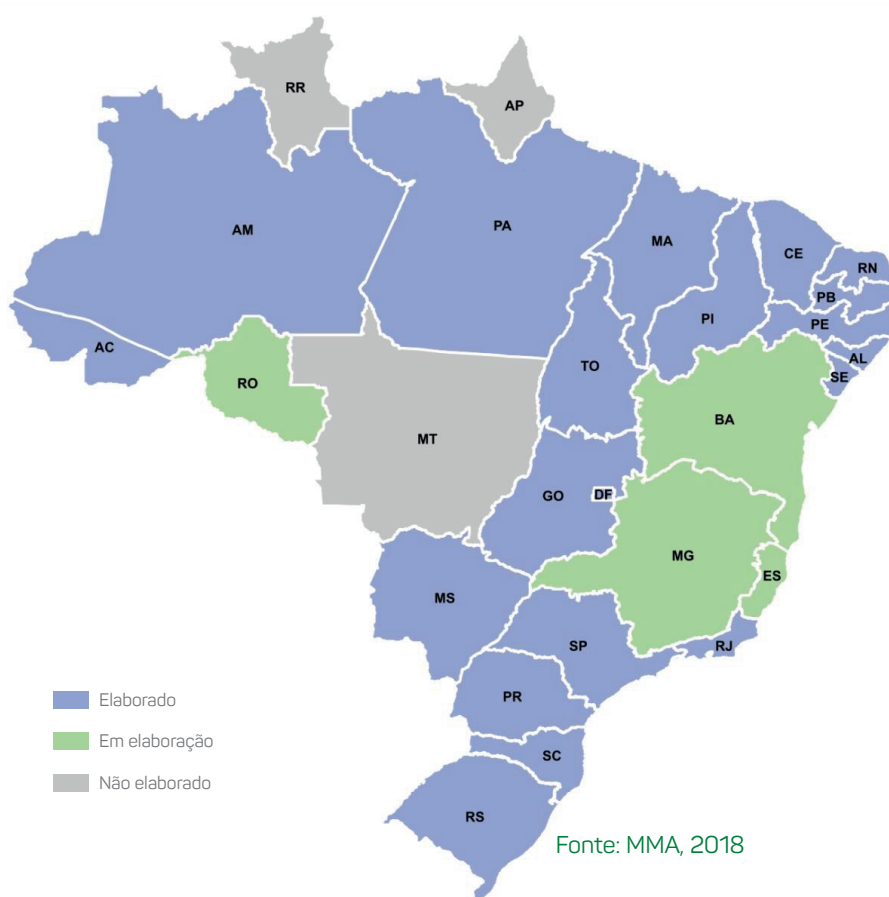 RR
AP
AM
PA
MA
CE
RN
PB
PI
PE
AC
AL
TO
SE
RO
BA
MT
GO
DF
MG
ES
MS
SP
RJ
PR
SC
RS
Elaborado
Em elaboração
Não elaborado
Fonte: MMA, 2018